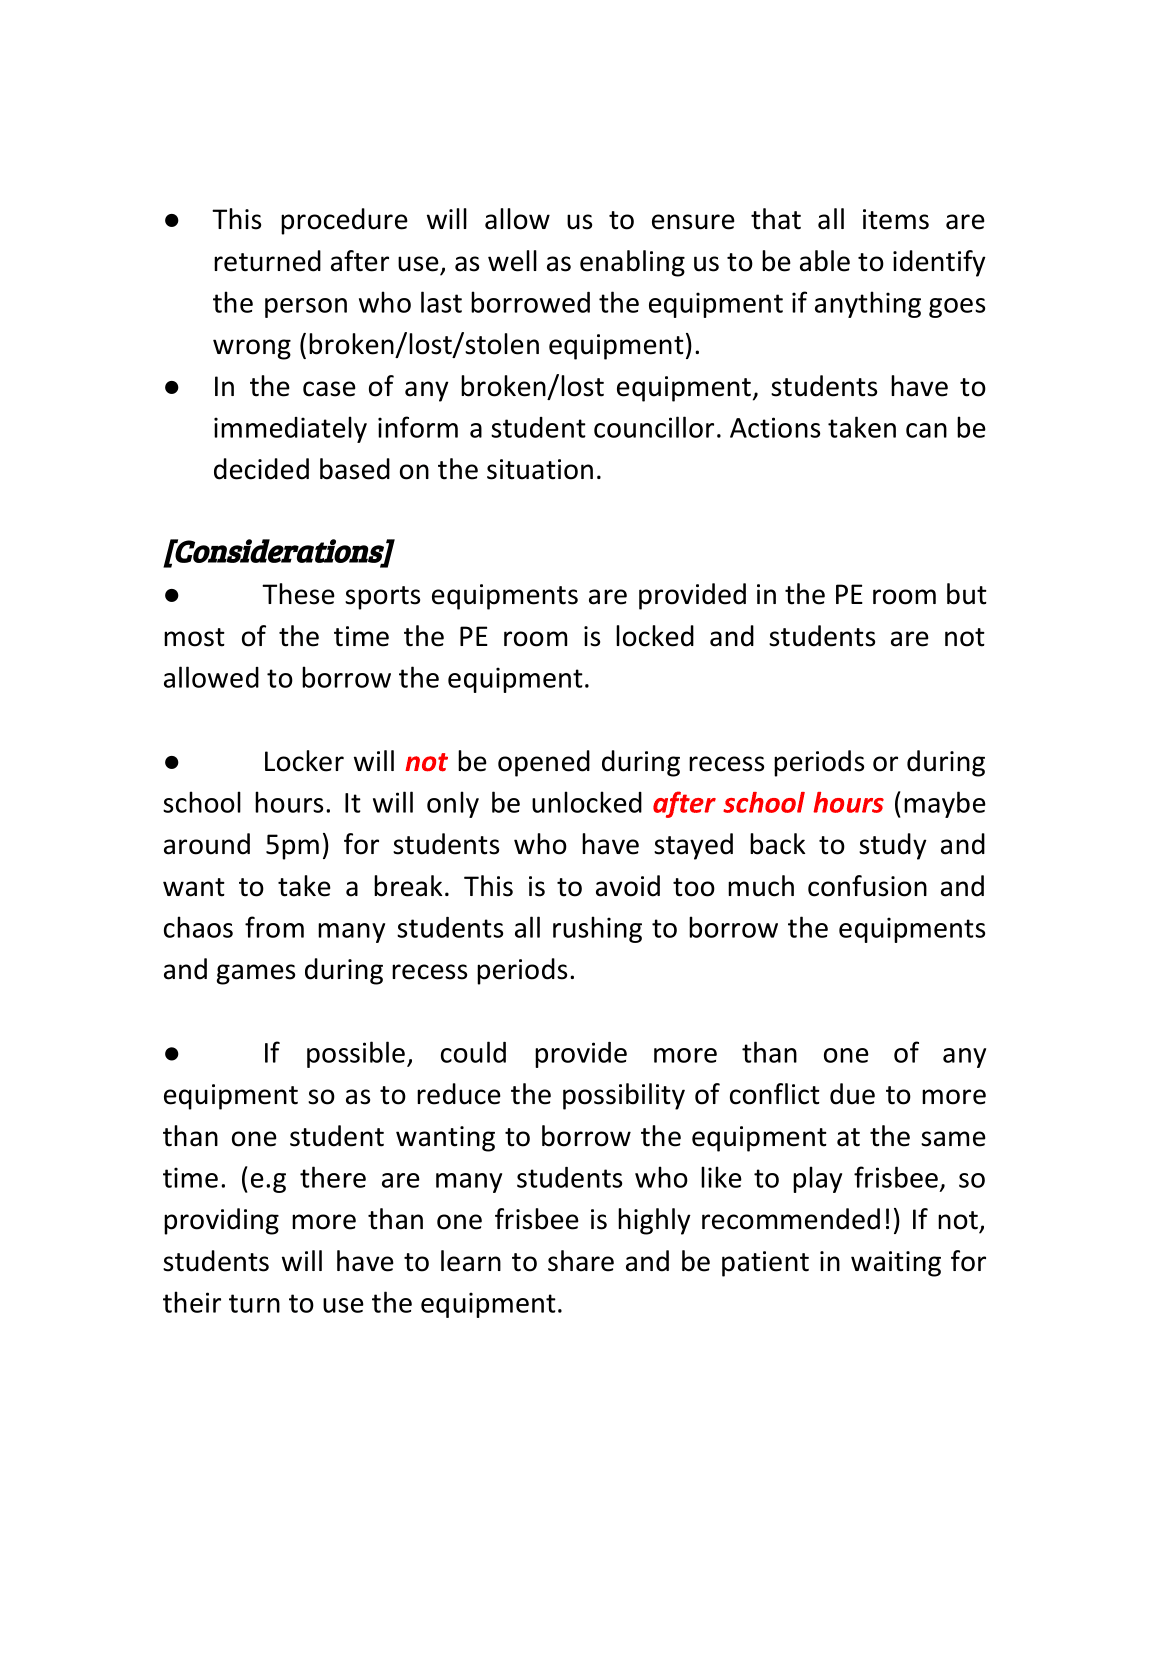 ● This procedure will allow us to ensure that all items are
returned after use, as well as enabling us to be able to identify
the person who last borrowed the equipment if anything goes
wrong (broken/lost/stolen equipment).
● In the case of any broken/lost equipment, students have to
immediately inform a student councillor. Actions taken can be
decided based on the situation.
[Considerations]
● These sports equipments are provided in the PE room but
most of the time the PE room is locked and students are not
allowed to borrow the equipment.
● Locker will not be opened during recess periods or during
school hours. It will only be unlocked after school hours (maybe
around 5pm) for students who have stayed back to study and
want to take a break. This is to avoid too much confusion and
chaos from many students all rushing to borrow the equipments
and games during recess periods.
● If possible, could provide more than one of any
equipment so as to reduce the possibility of conflict due to more
than one student wanting to borrow the equipment at the same
time. (e.g there are many students who like to play frisbee, so
providing more than one frisbee is highly recommended!) If not,
students will have to learn to share and be patient in waiting for
their turn to use the equipment.